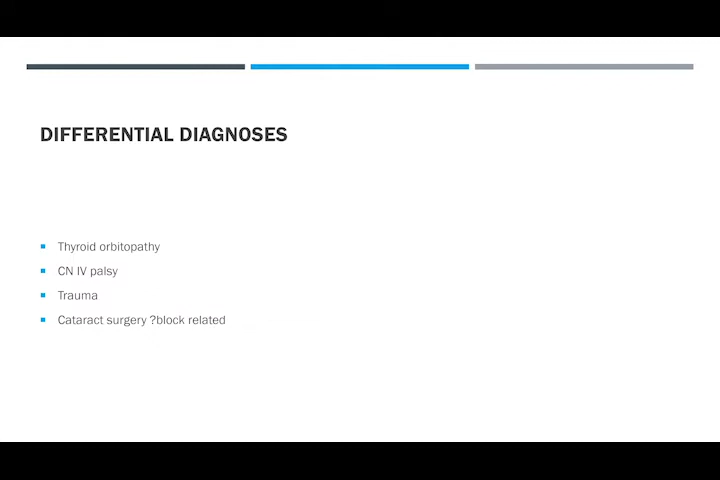 DIFFERENTIAL DIAGNOSES
Thyroid orbitopathy
CN IV palsy
Trauma
Cataract surgery ?block related